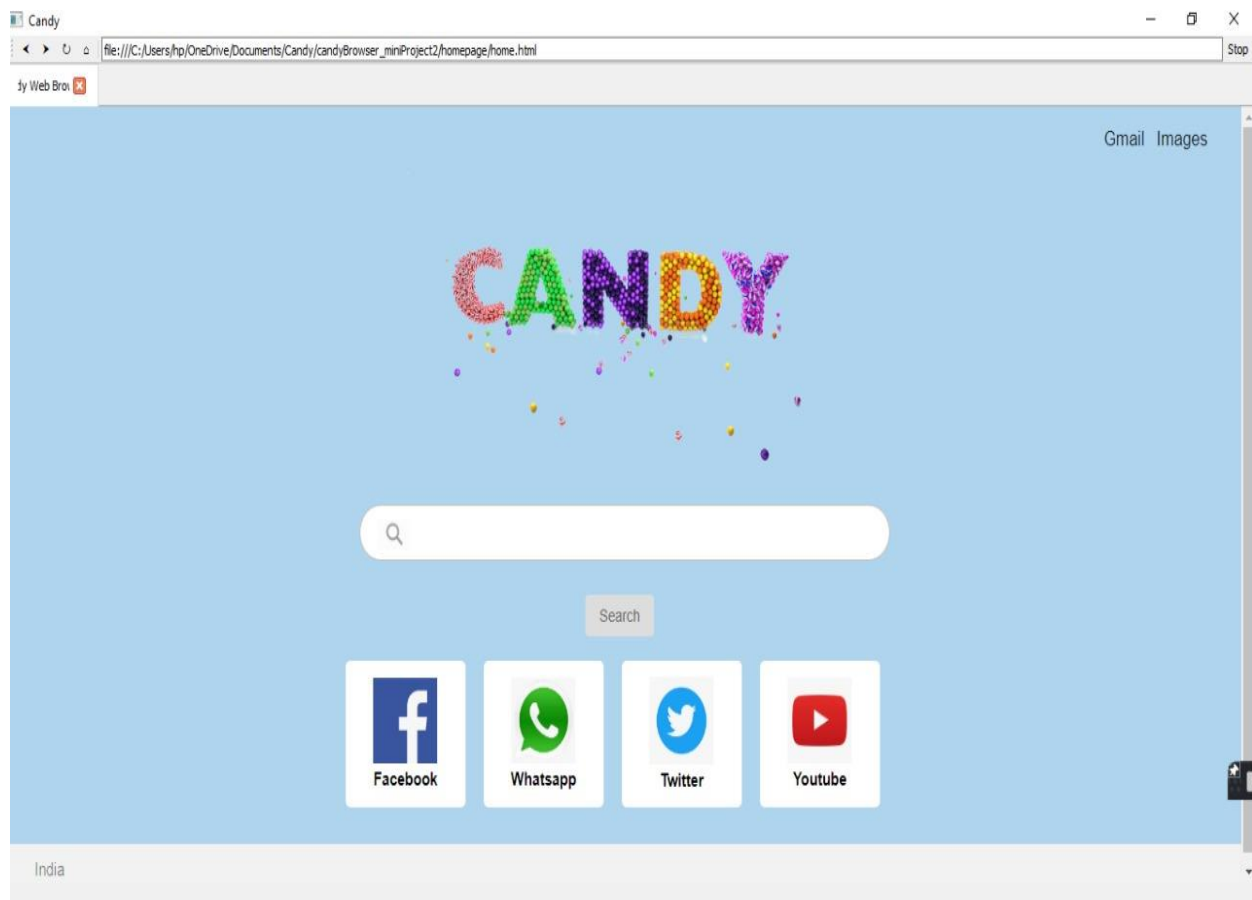 Candy
file:///C:/Users/hp/OneDrive/Documents/Candy/candyBrowser_miniProject2/homepage/home.html Stop
dy Web Brow
Gmail Images
CANDY
Search
Facebook Whatsapp Twitter Youtube
India